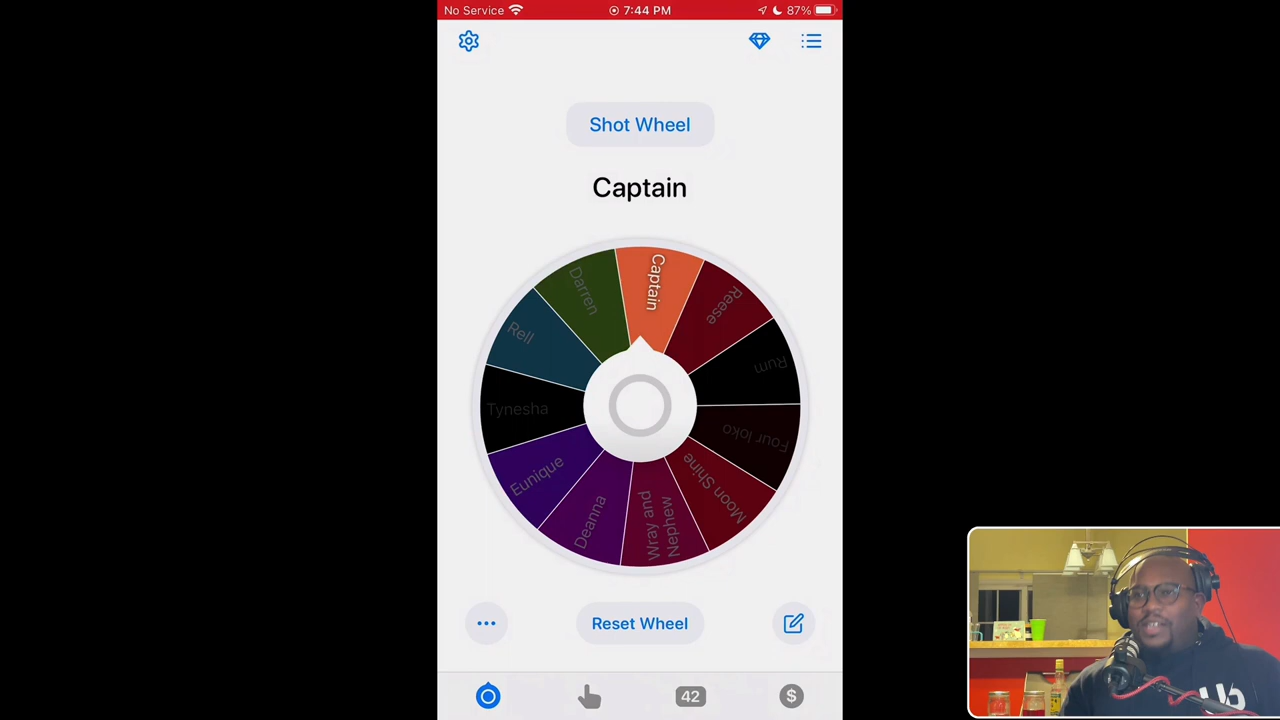 No Service 7:44 PM 87%
Shot Wheel
Captain
Captain
Reese
Rum
Four loko
Moon Shine
Wray and
Nephew
Deanna
Eunique
Tynesha
Rell
Darren
Reset Wheel
42
$